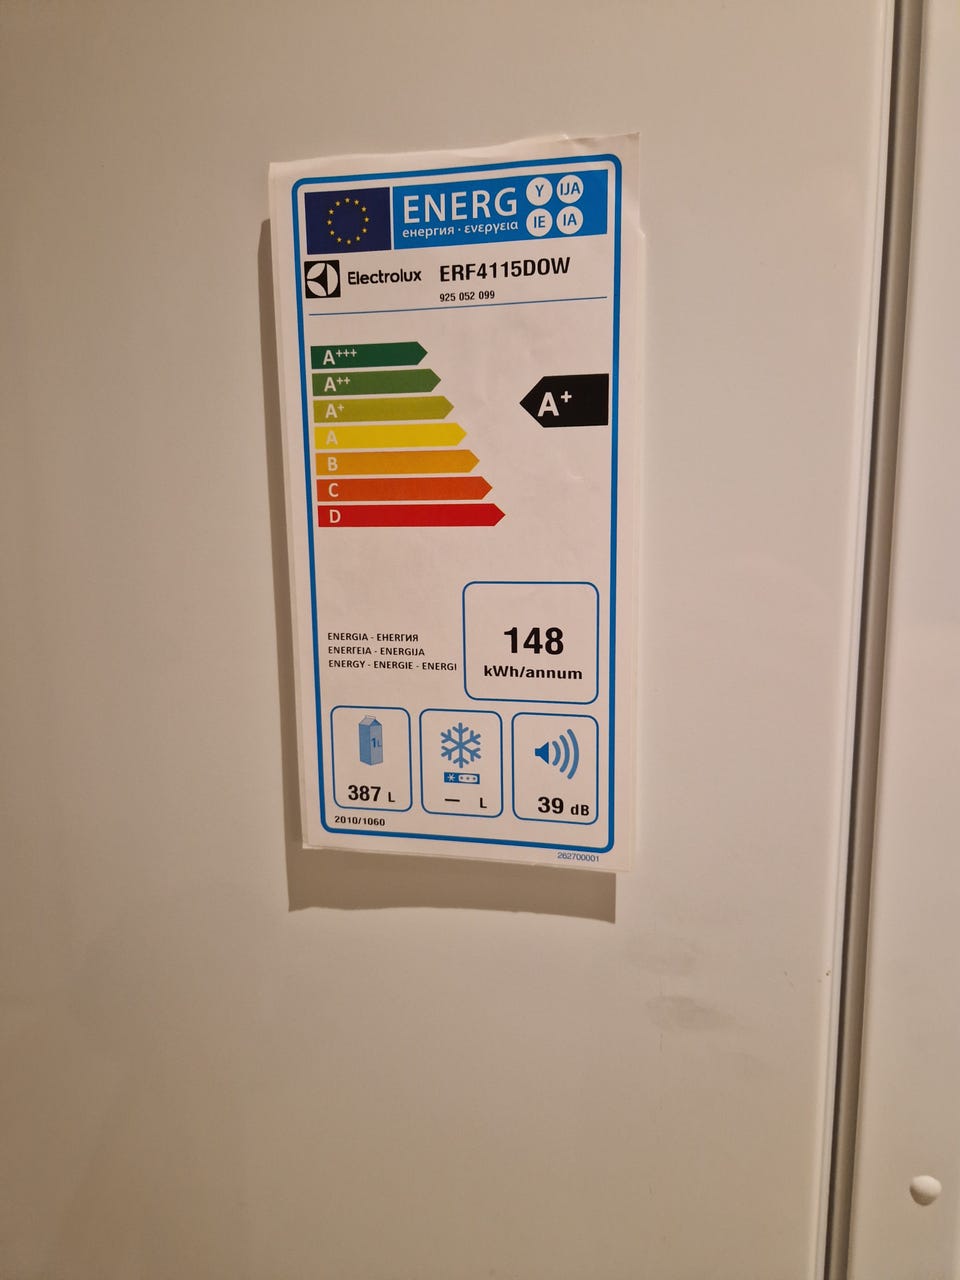 ENERG Y IJA
енергия · ενεργεια IE IA
Electrolux ERF4115DOW
925 052 099
A+++
A++
A+
A+
A
B
C
D
148
kWh/annum
ENERGIA - ЕНЕРГИЯ
ΕΝΕΡΓΕΙΑ - ENERGIJA
ENERGY - ENERGIE - ENERGI
1L
387 L
— L
39 dB
2010/1060
262700001